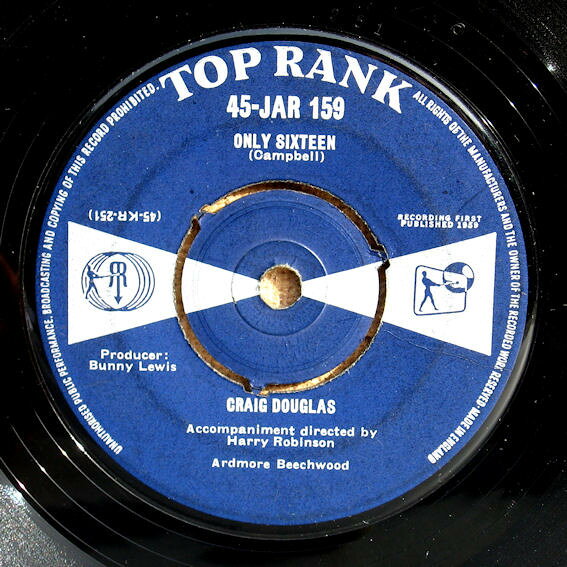 TOP RANK
45-JAR 159
ONLY SIXTEEN
(Campbell)
(45-K-R-251)
RECORDING FIRST
PUBLISHED 1959
Producer:
Bunny Lewis
CRAIG DOUGLAS
Accompaniment directed by
Harry Robinson
Ardmore Beechwood
ALL RIGHTS OF THE MANUFACTURERS AND THE OWNER OF THE RECORDED WORK RESERVED-MADE IN ENGLAND
UNAUTHORISED PUBLIC PERFORMANCE, BROADCASTING AND COPYING OF THIS RECORD PROHIBITED.